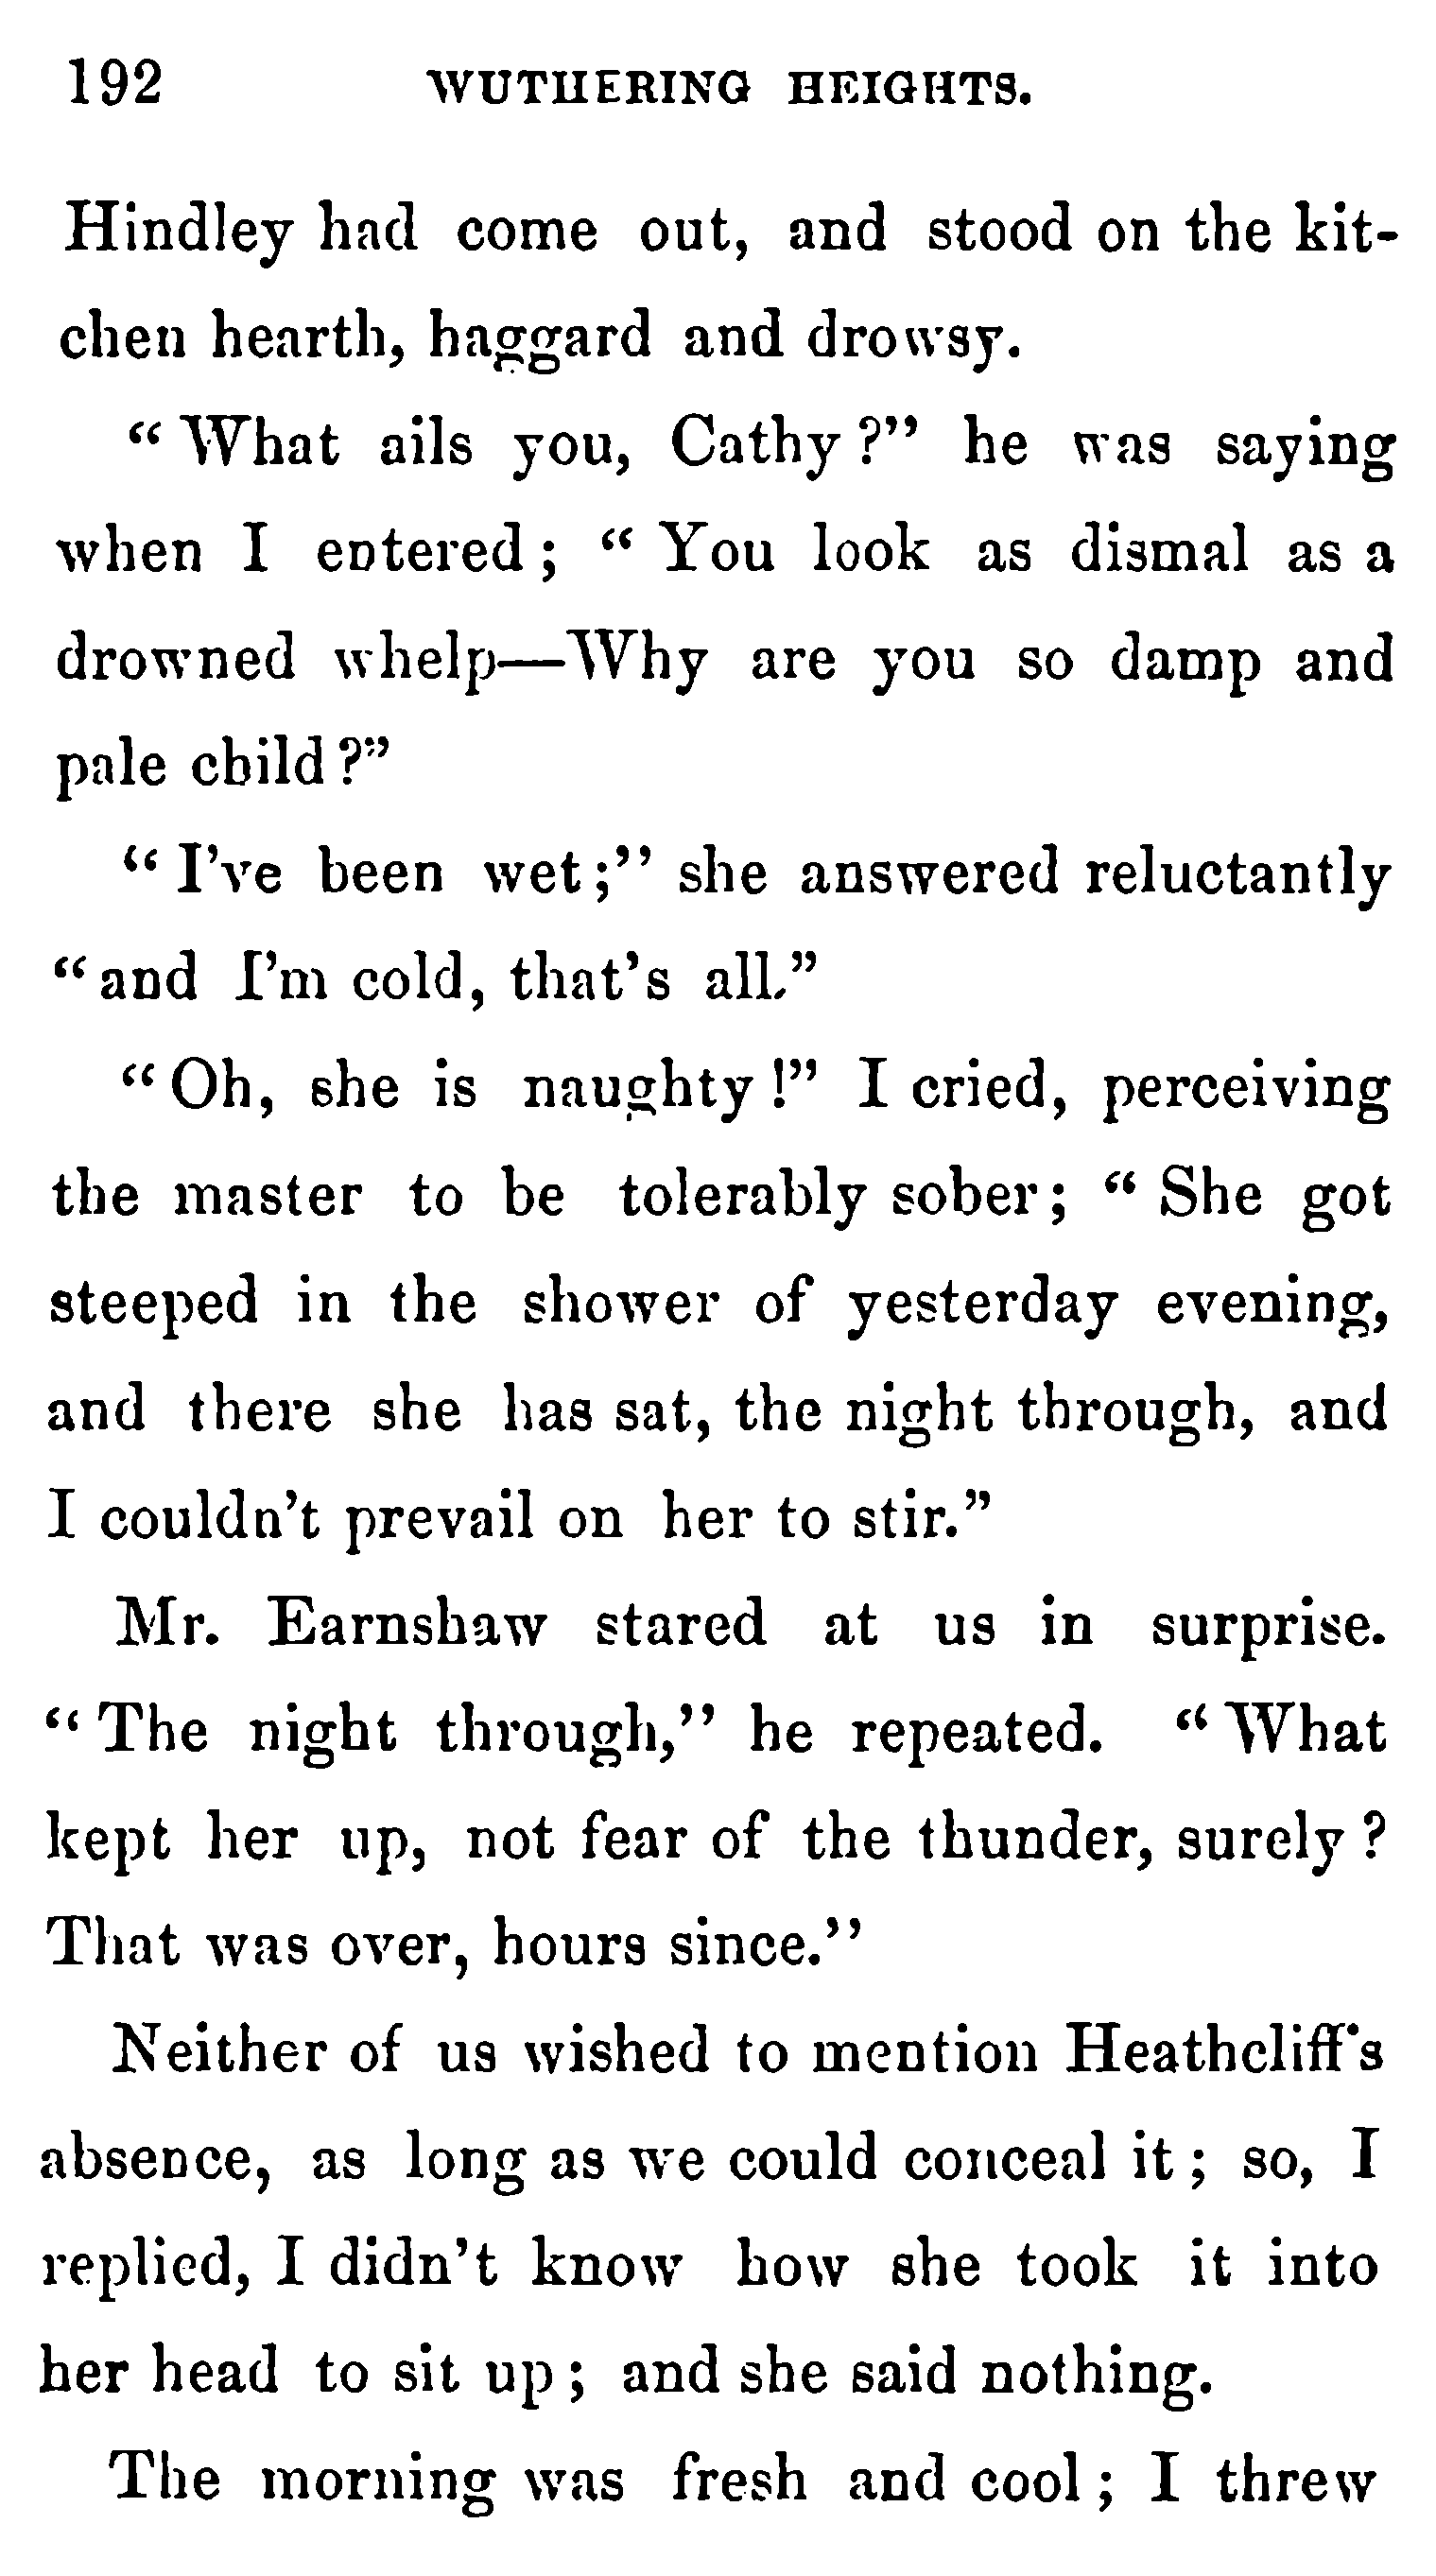 192 WUTHERING HEIGHTS.
Hindley had come out, and stood on the kit-
chen hearth, haggard and drowsy.
“What ails you, Cathy?” he was saying
when I entered; “You look as dismal as a
drowned whelp—Why are you so damp and
pale child?”
“I’ve been wet;” she answered reluctantly
“and I’m cold, that’s all.”
“Oh, she is naughty!” I cried, perceiving
the master to be tolerably sober; “She got
steeped in the shower of yesterday evening,
and there she has sat, the night through, and
I couldn’t prevail on her to stir.”
Mr. Earnshaw stared at us in surprise.
“The night through,” he repeated. “What
kept her up, not fear of the thunder, surely?
That was over, hours since.”
Neither of us wished to mention Heathcliff’s
absence, as long as we could conceal it; so, I
replied, I didn’t know how she took it into
her head to sit up; and she said nothing.
The morning was fresh and cool; I threw